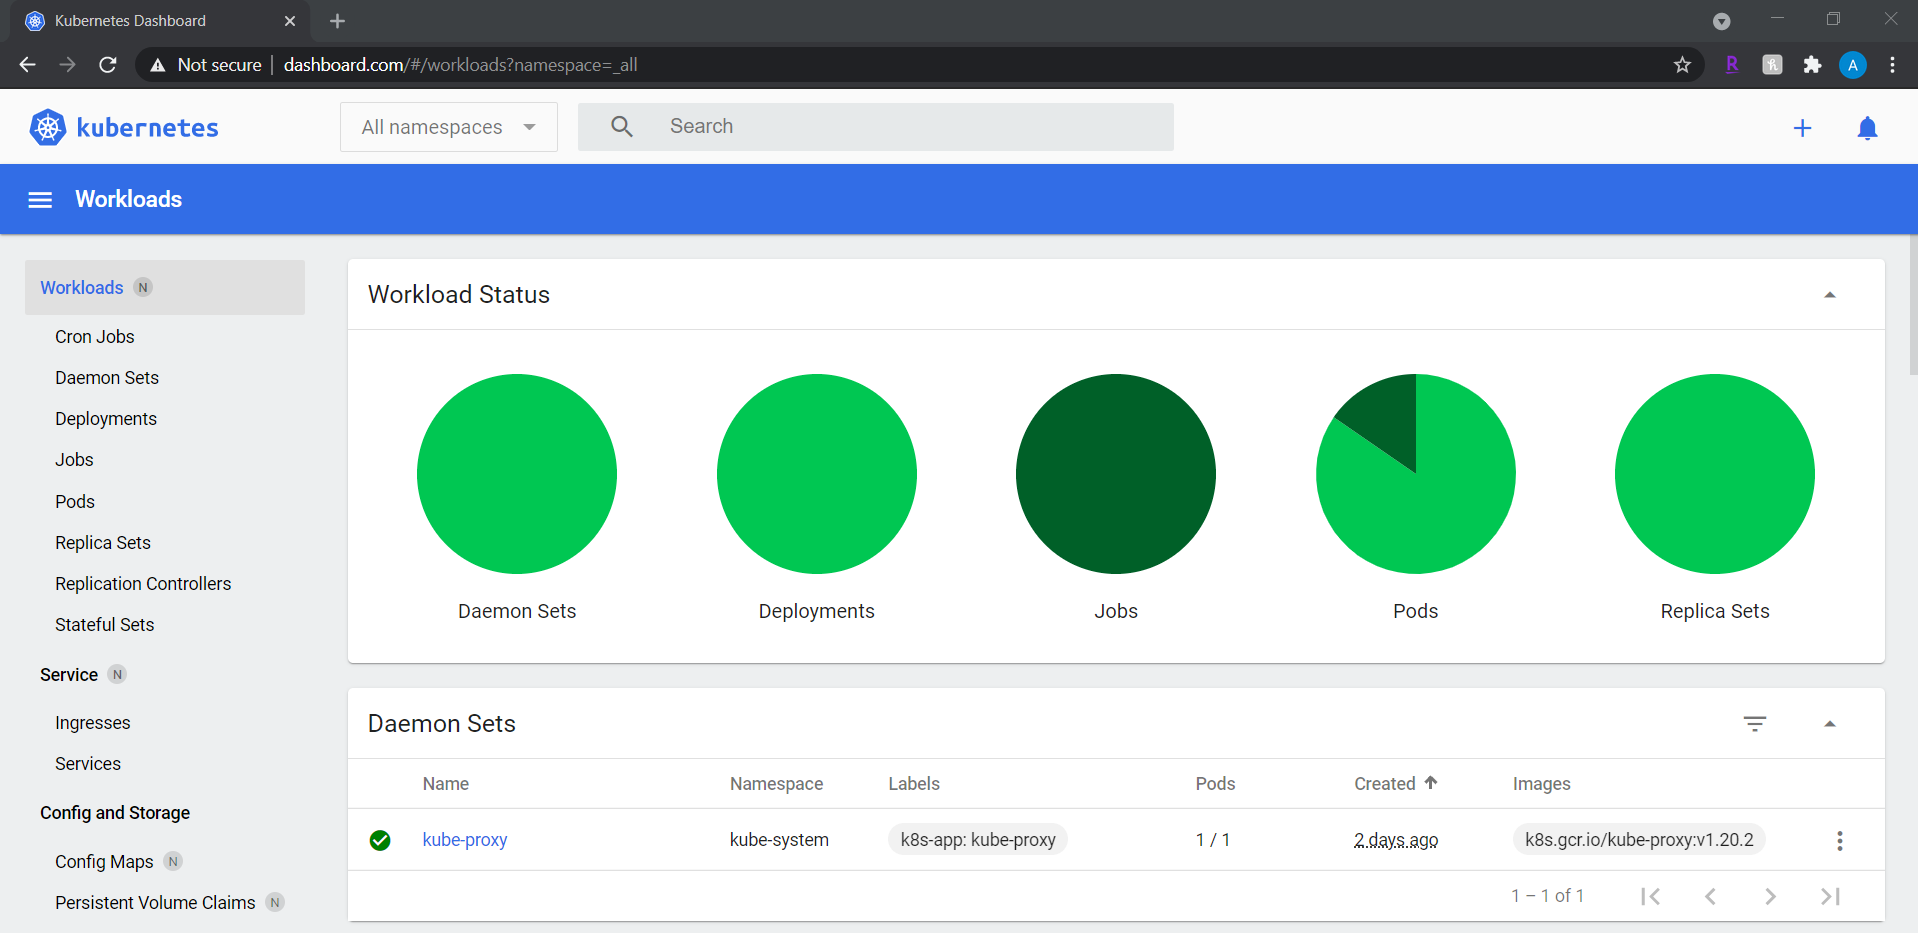 Kubernetes Dashboard
Not secure dashboard.com/#/workloads?namespace=_all
R A
kubernetes All namespaces Search
Workloads
Workloads N
Cron Jobs
Daemon Sets
Deployments
Jobs
Pods
Replica Sets
Replication Controllers
Stateful Sets
Service N
Ingresses
Services
Config and Storage
Config Maps N
Persistent Volume Claims N
Workload Status
Daemon Sets Deployments Jobs Pods Replica Sets
Daemon Sets
Name Namespace Labels Pods Created Images
kube-proxy kube-system k8s-app: kube-proxy 1 / 1 2 days ago k8s.gcr.io/kube-proxy:v1.20.2
1 – 1 of 1